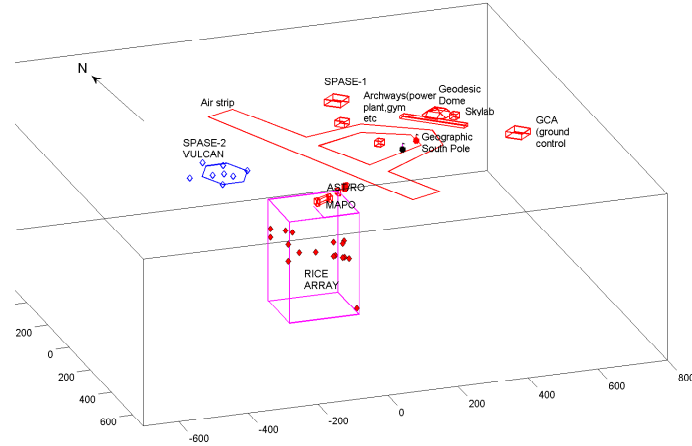 N
SPASE-1
Archways(power
plant,gym
etc
Geodesic
Dome
Skylab
Air strip
GCA
(ground
control
Geographic
South Pole
SPASE-2
VULCAN
ASTRO
MAPO
RICE
ARRAY
200
0
200
400
600
-600
-400
-200
0
200
400
600
800